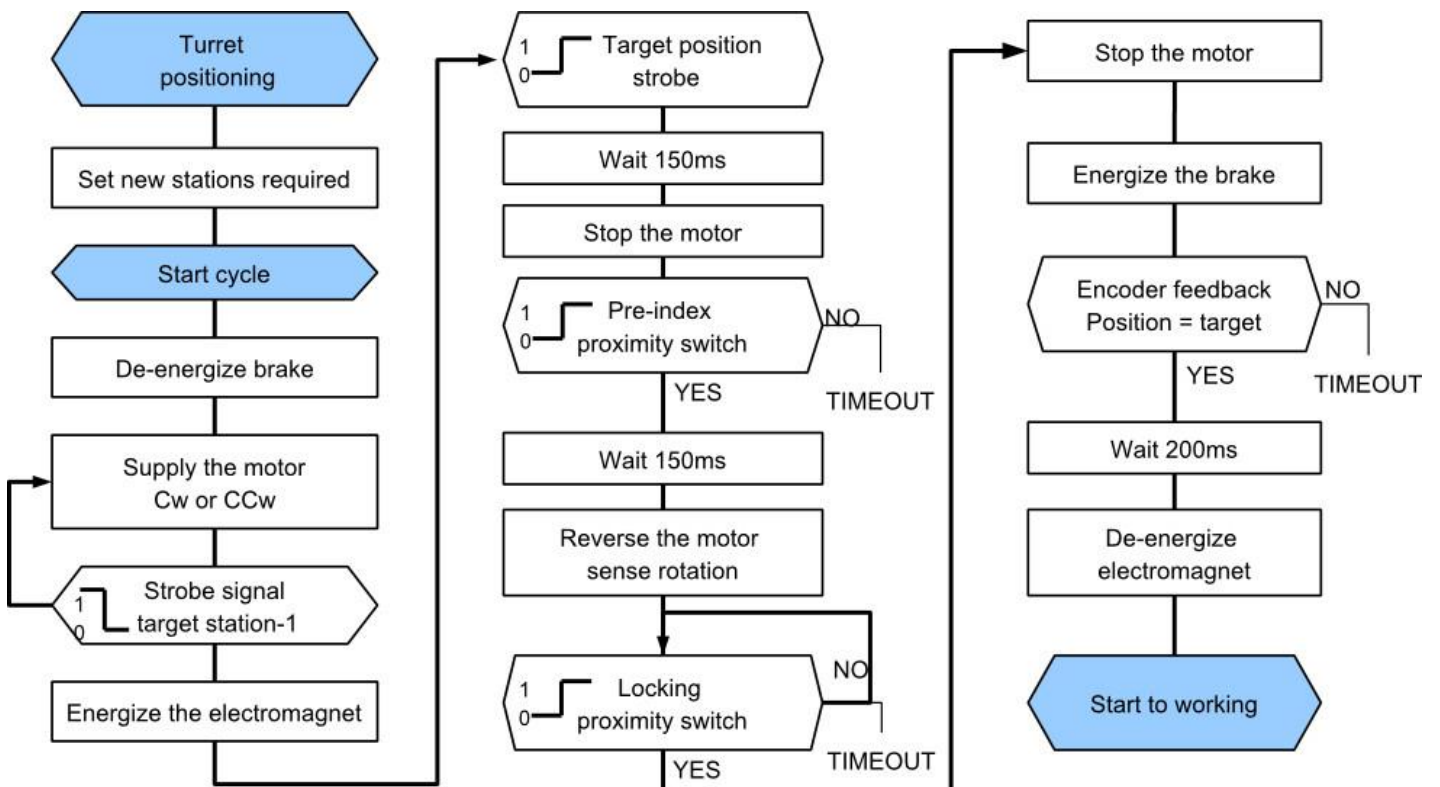 Turret
positioning
Set new stations required
Start cycle
De-energize brake
Supply the motor
Cw or CCw
1
0
Strobe signal
target station-1
Energize the electromagnet
1
0
Target position
strobe
Wait 150ms
Stop the motor
1
0
Pre-index
proximity switch
NO
YES
TIMEOUT
Wait 150ms
Reverse the motor
sense rotation
1
0
Locking
proximity switch
NO
YES
TIMEOUT
Stop the motor
Energize the brake
Encoder feedback
Position = target
NO
YES
TIMEOUT
Wait 200ms
De-energize
electromagnet
Start to working